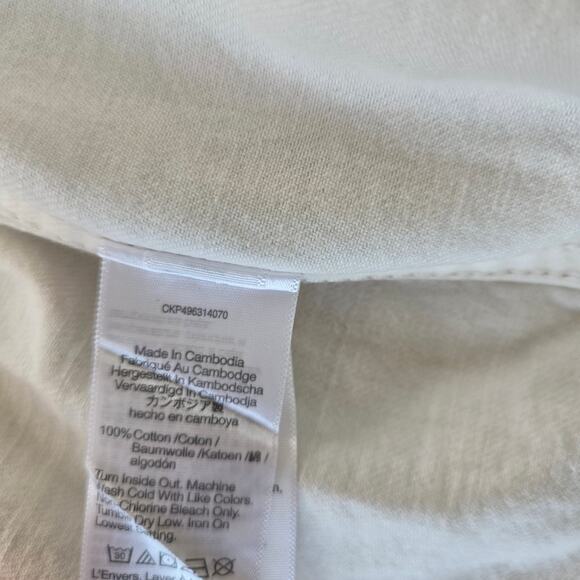 CKP496314070
Made In Cambodia
Fabriqué Au Cambodge
Hergestellt In Kambodscha
Vervaardigd In Cambodja
カンボジア製
hecho en camboya
100% Cotton /Coton /
Baumwolle /Katoen /綿 /
algodón
Turn Inside Out. Machine
Wash Cold With Like Colors.
Non-Chlorine Bleach Only.
Tumble Dry Low. Iron On
Lowest Setting.
L'Envers. Laver